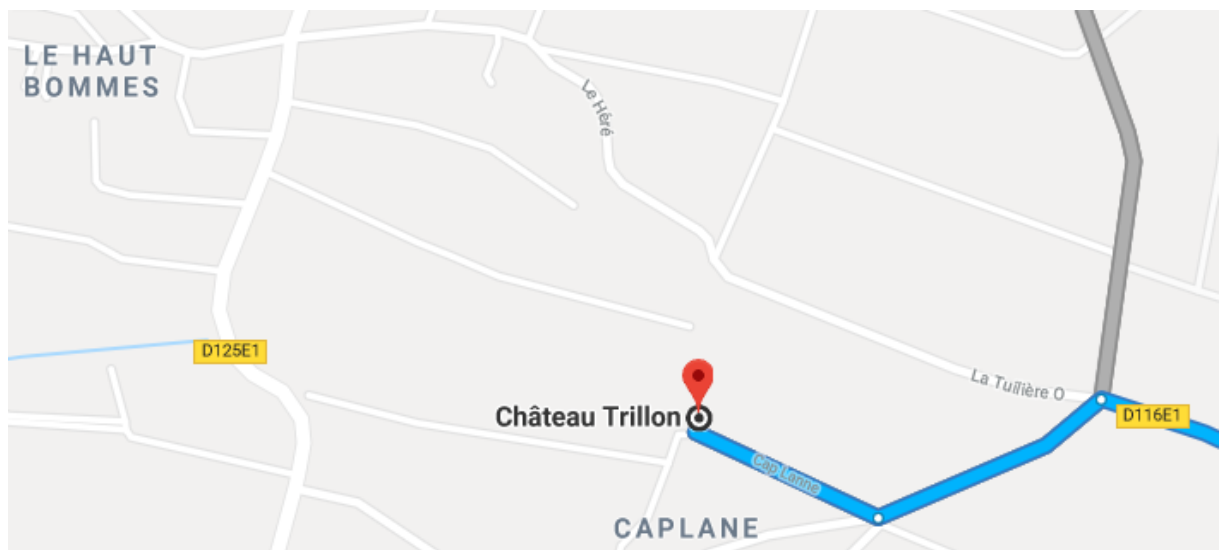 LE HAUT
BOMMES
Le Héré
D125E1
La Tuilière O
Château Trillon
D116E1
Cap Lanne
CAPLANE